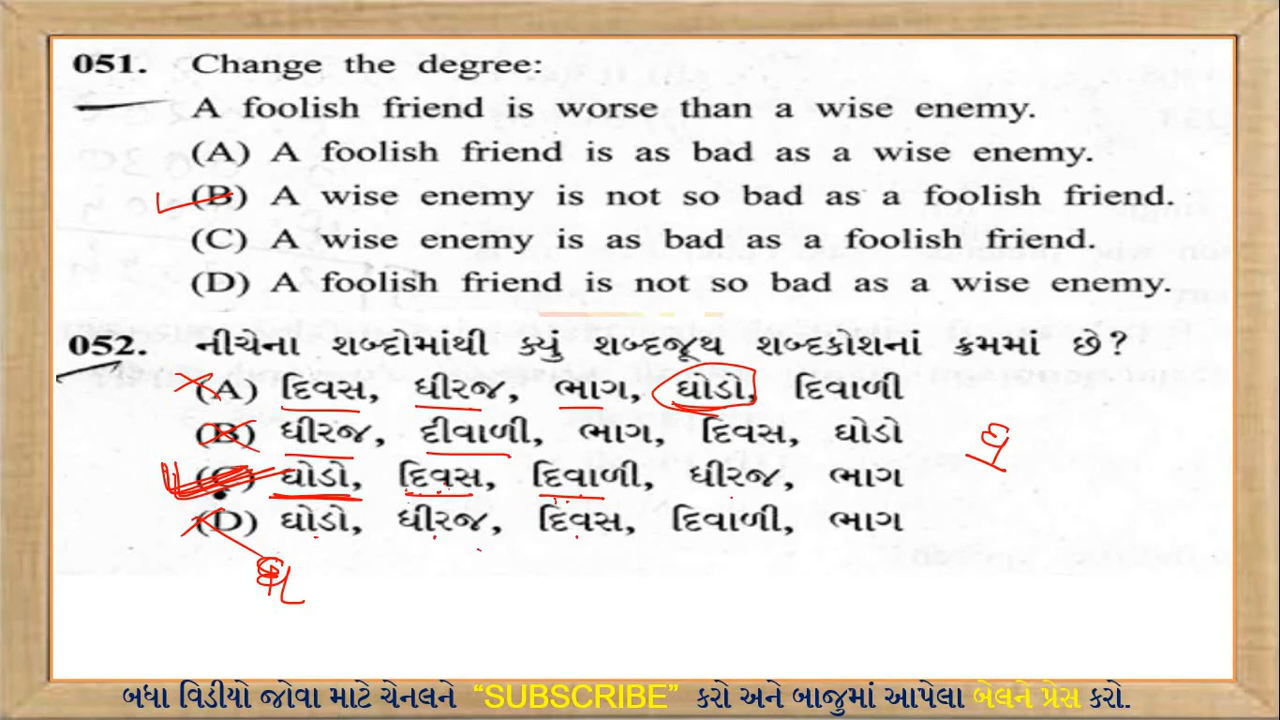 051. Change the degree:
A foolish friend is worse than a wise enemy.
(A) A foolish friend is as bad as a wise enemy.
(B) A wise enemy is not so bad as a foolish friend.
(C) A wise enemy is as bad as a foolish friend.
(D) A foolish friend is not so bad as a wise enemy.
052. નીચેના શબ્દોમાંથી ક્યું શબ્દજૂથ શબ્દકોશનાં ક્રમમાં છે?
(A) દિવસ, ધીરજ, ભાગ, ઘોડો, દિવાળી
(B) ધીરજ, દીવાળી, ભાગ, દિવસ, ઘોડો
(C) ઘોડો, દિવસ, દિવાળી, ધીરજ, ભાગ
(D) ઘોડો, ધીરજ, દિવસ, દિવાળી, ભાગ
બધા વિડીયો જોવા માટે ચેનલને “SUBSCRIBE” કરો અને બાજુમાં આપેલા બેલને પ્રેસ કરો.